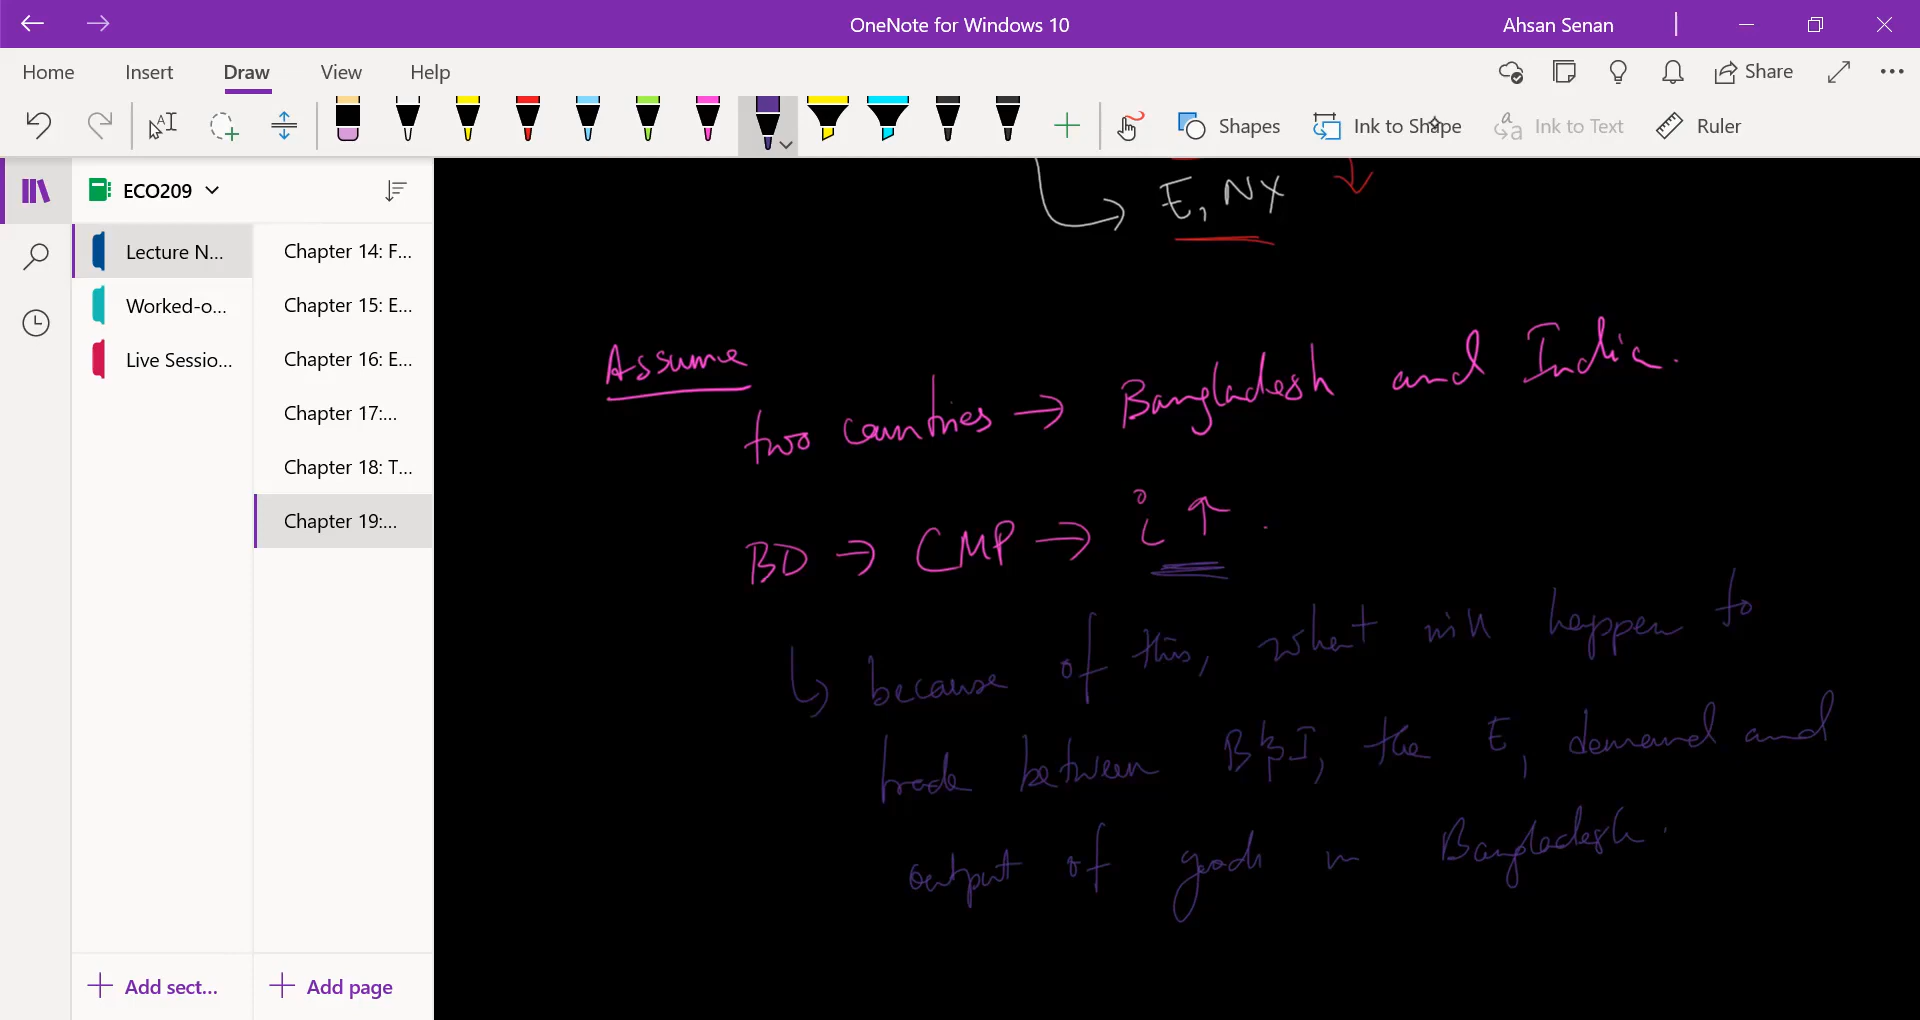 OneNote for Windows 10
Ahsan Senan
Home Insert Draw View Help
Share
Shapes Ink to Shape Ink to Text Ruler
ECO209
Lecture N...
Worked-o...
Live Sessio...
Chapter 14: F...
Chapter 15: E...
Chapter 16: E...
Chapter 17:...
Chapter 18: T...
Chapter 19:...
Add sect...
Add page
E, NX ↓
Assume
two countries → Bangladesh and India.
BD → CMP → i ↑.
↳ because of this, what will happen to
trade between B & I, the E, demand and
output of goods in Bangladesh.